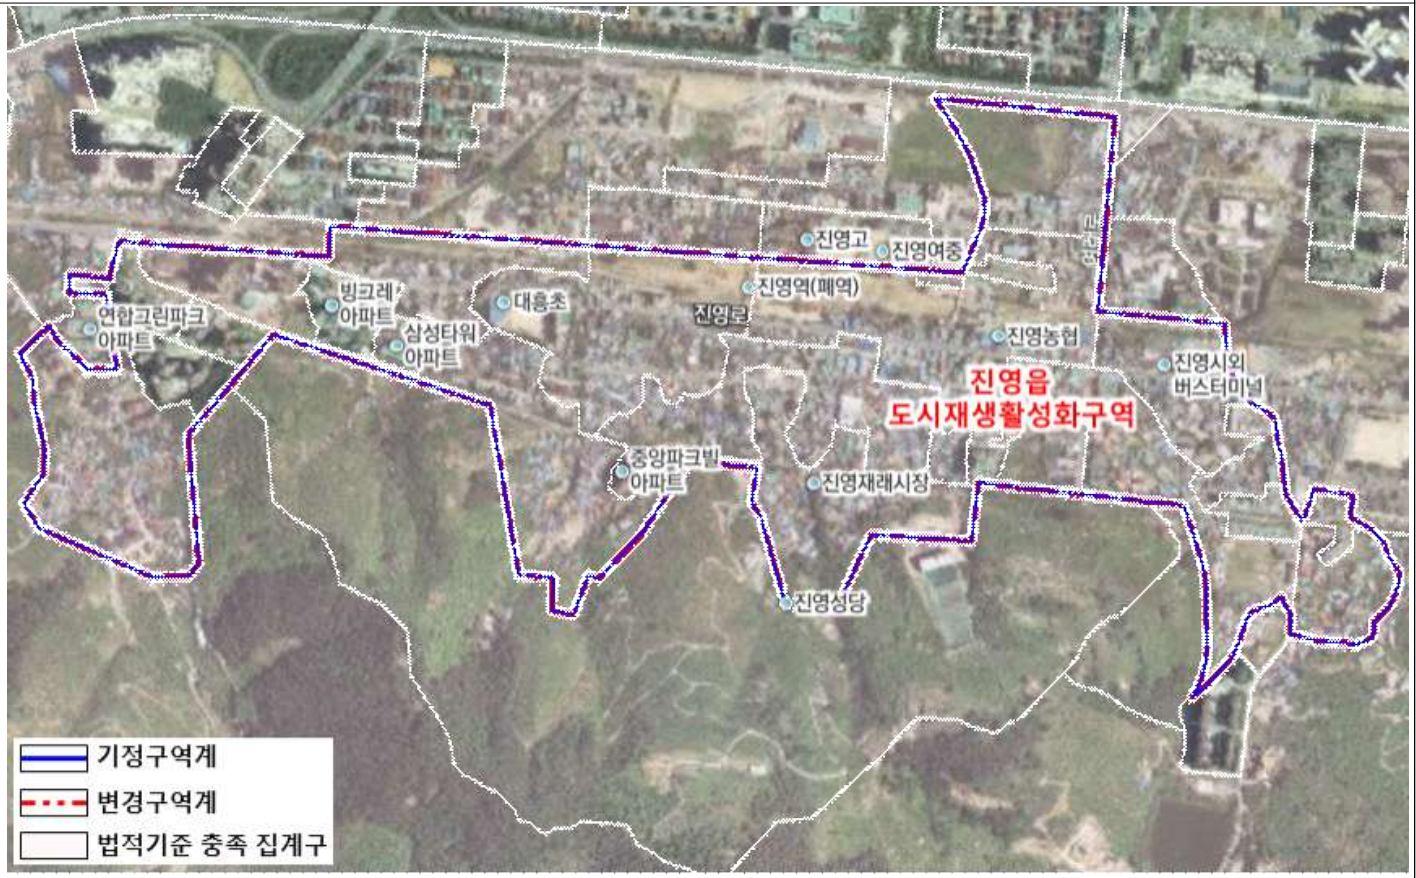 진영고
진영여중
진영역(폐역)
연합그린파크
아파트
빙그레
아파트
대흥초
삼성타워
아파트
진영로
진영농협
진영시외
버스터미널
진영읍
도시재생활성화구역
중앙파크빌
아파트
진영재래시장
진영성당
기정구역계
변경구역계
법적기준 충족 집계구